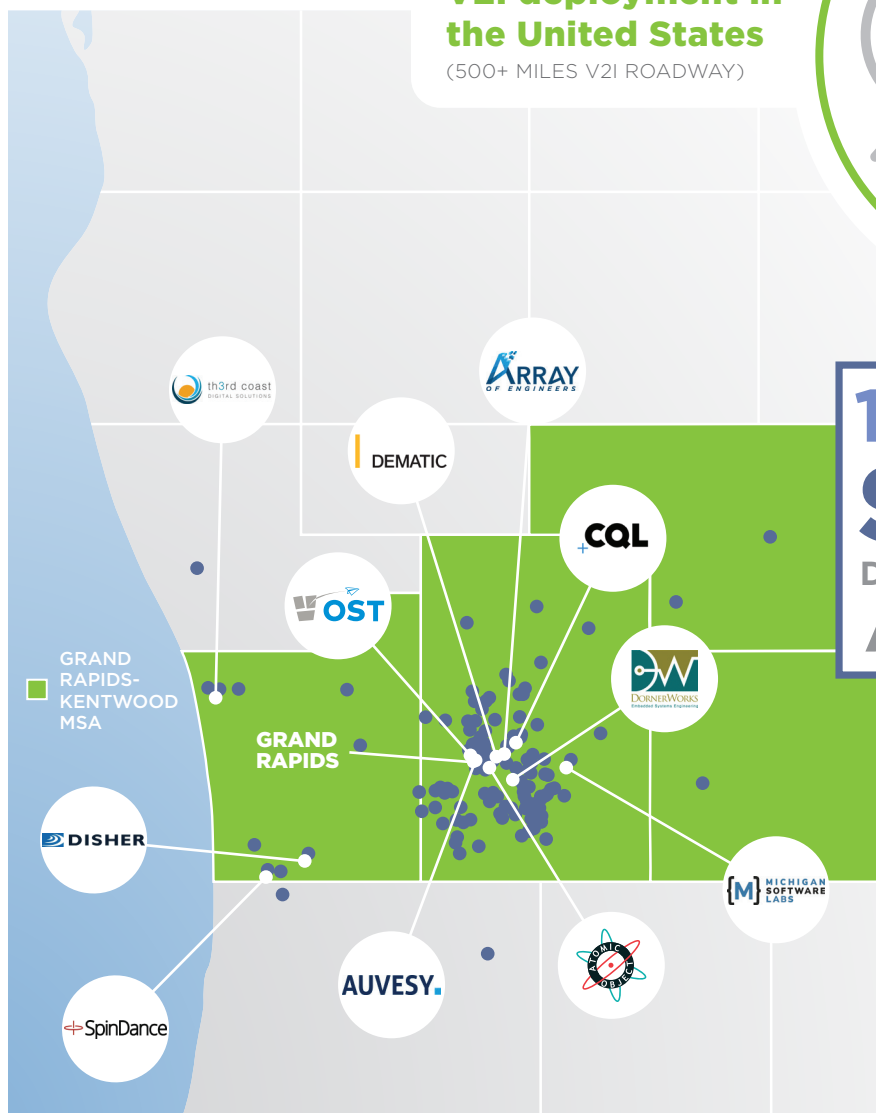 the United States
(500+ MILES V2I ROADWAY)
ARRAY
OF ENGINEERS
th3rd coast
DIGITAL SOLUTIONS
DEMATIC
+CQL
OST
GRAND
RAPIDS-
KENTWOOD
MSA
DW
DORNERWORKS
Embedded Systems Engineering
GRAND
RAPIDS
DISHER
{M} MICHIGAN
SOFTWARE
LABS
ATOMIC
OBJECT
AUVESY.
SpinDance